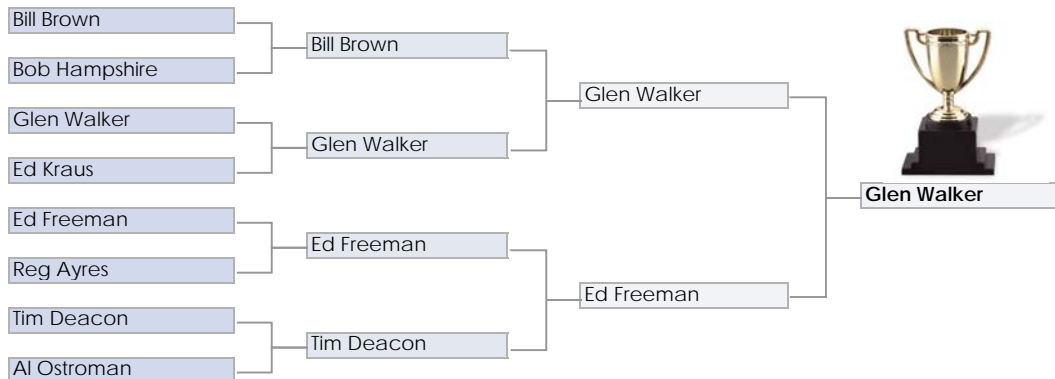 Bill Brown
Bob Hampshire
Glen Walker
Ed Kraus
Ed Freeman
Reg Ayres
Tim Deacon
Al Ostroman
Bill Brown
Glen Walker
Ed Freeman
Tim Deacon
Glen Walker
Ed Freeman
Glen Walker